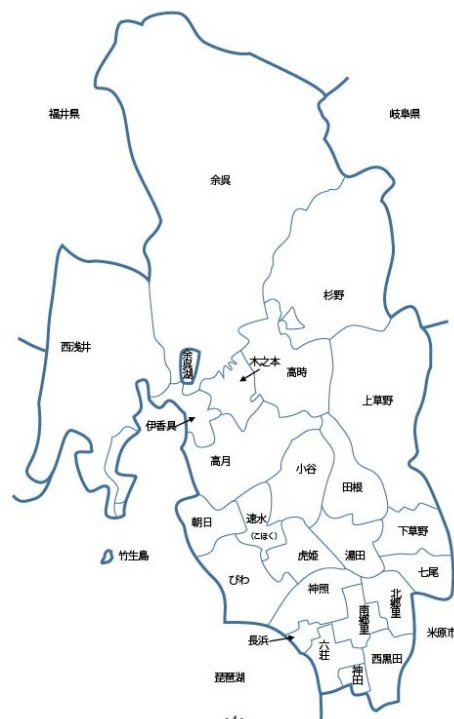 福井県
岐阜県
余呉
杉野
西浅井
余呉湖
木之本
高時
上草野
伊香具
高月
小谷
田根
朝日
速水
(こほく)
下草野
竹生島
虎姫
湯田
七尾
びわ
神照
北郷里
南郷里
米原市
長浜
六荘
西黒田
神田
琵琶湖